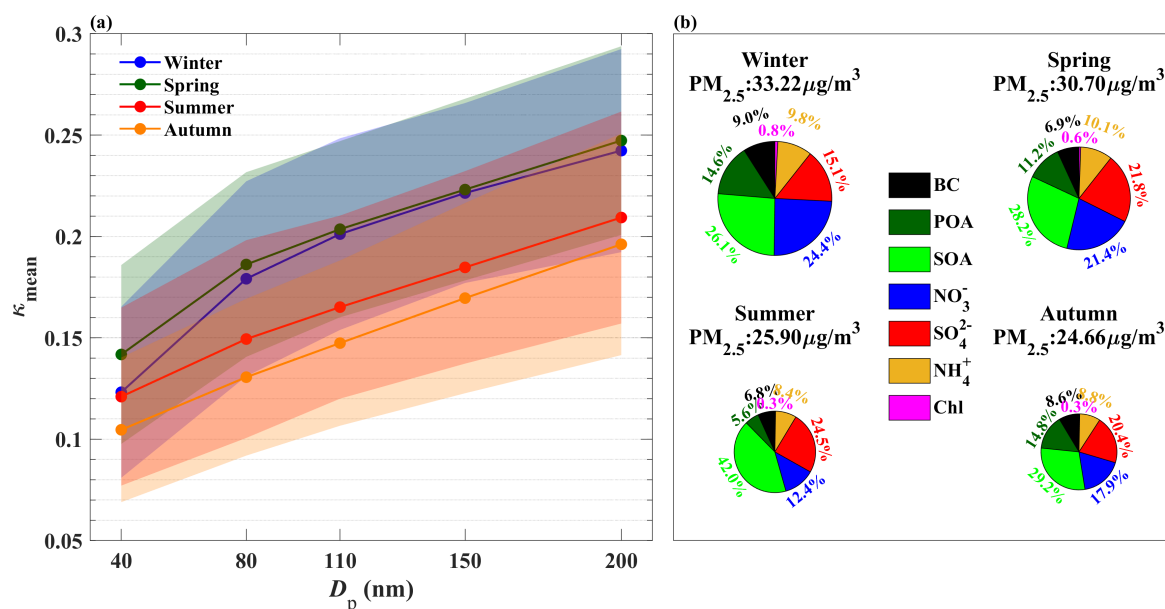 (a)
0.3
0.25
0.2
0.15
0.1
0.05
κmean
Winter
Spring
Summer
Autumn
40
80
110
150
200
Dp (nm)
(b)
Winter
PM2.5:33.22μg/m3
9.0%
0.8%
9.8%
14.6%
15.1%
26.1%
24.4%
Spring
PM2.5:30.70μg/m3
6.9%
0.6%
10.1%
11.2%
21.8%
28.2%
21.4%
BC
POA
SOA
NO3-
SO42-
NH4+
Chl
Summer
PM2.5:25.90μg/m3
6.8%
0.3%
8.4%
5.6%
24.5%
42.0%
12.4%
Autumn
PM2.5:24.66μg/m3
8.6%
0.3%
8.8%
14.8%
20.4%
29.2%
17.9%